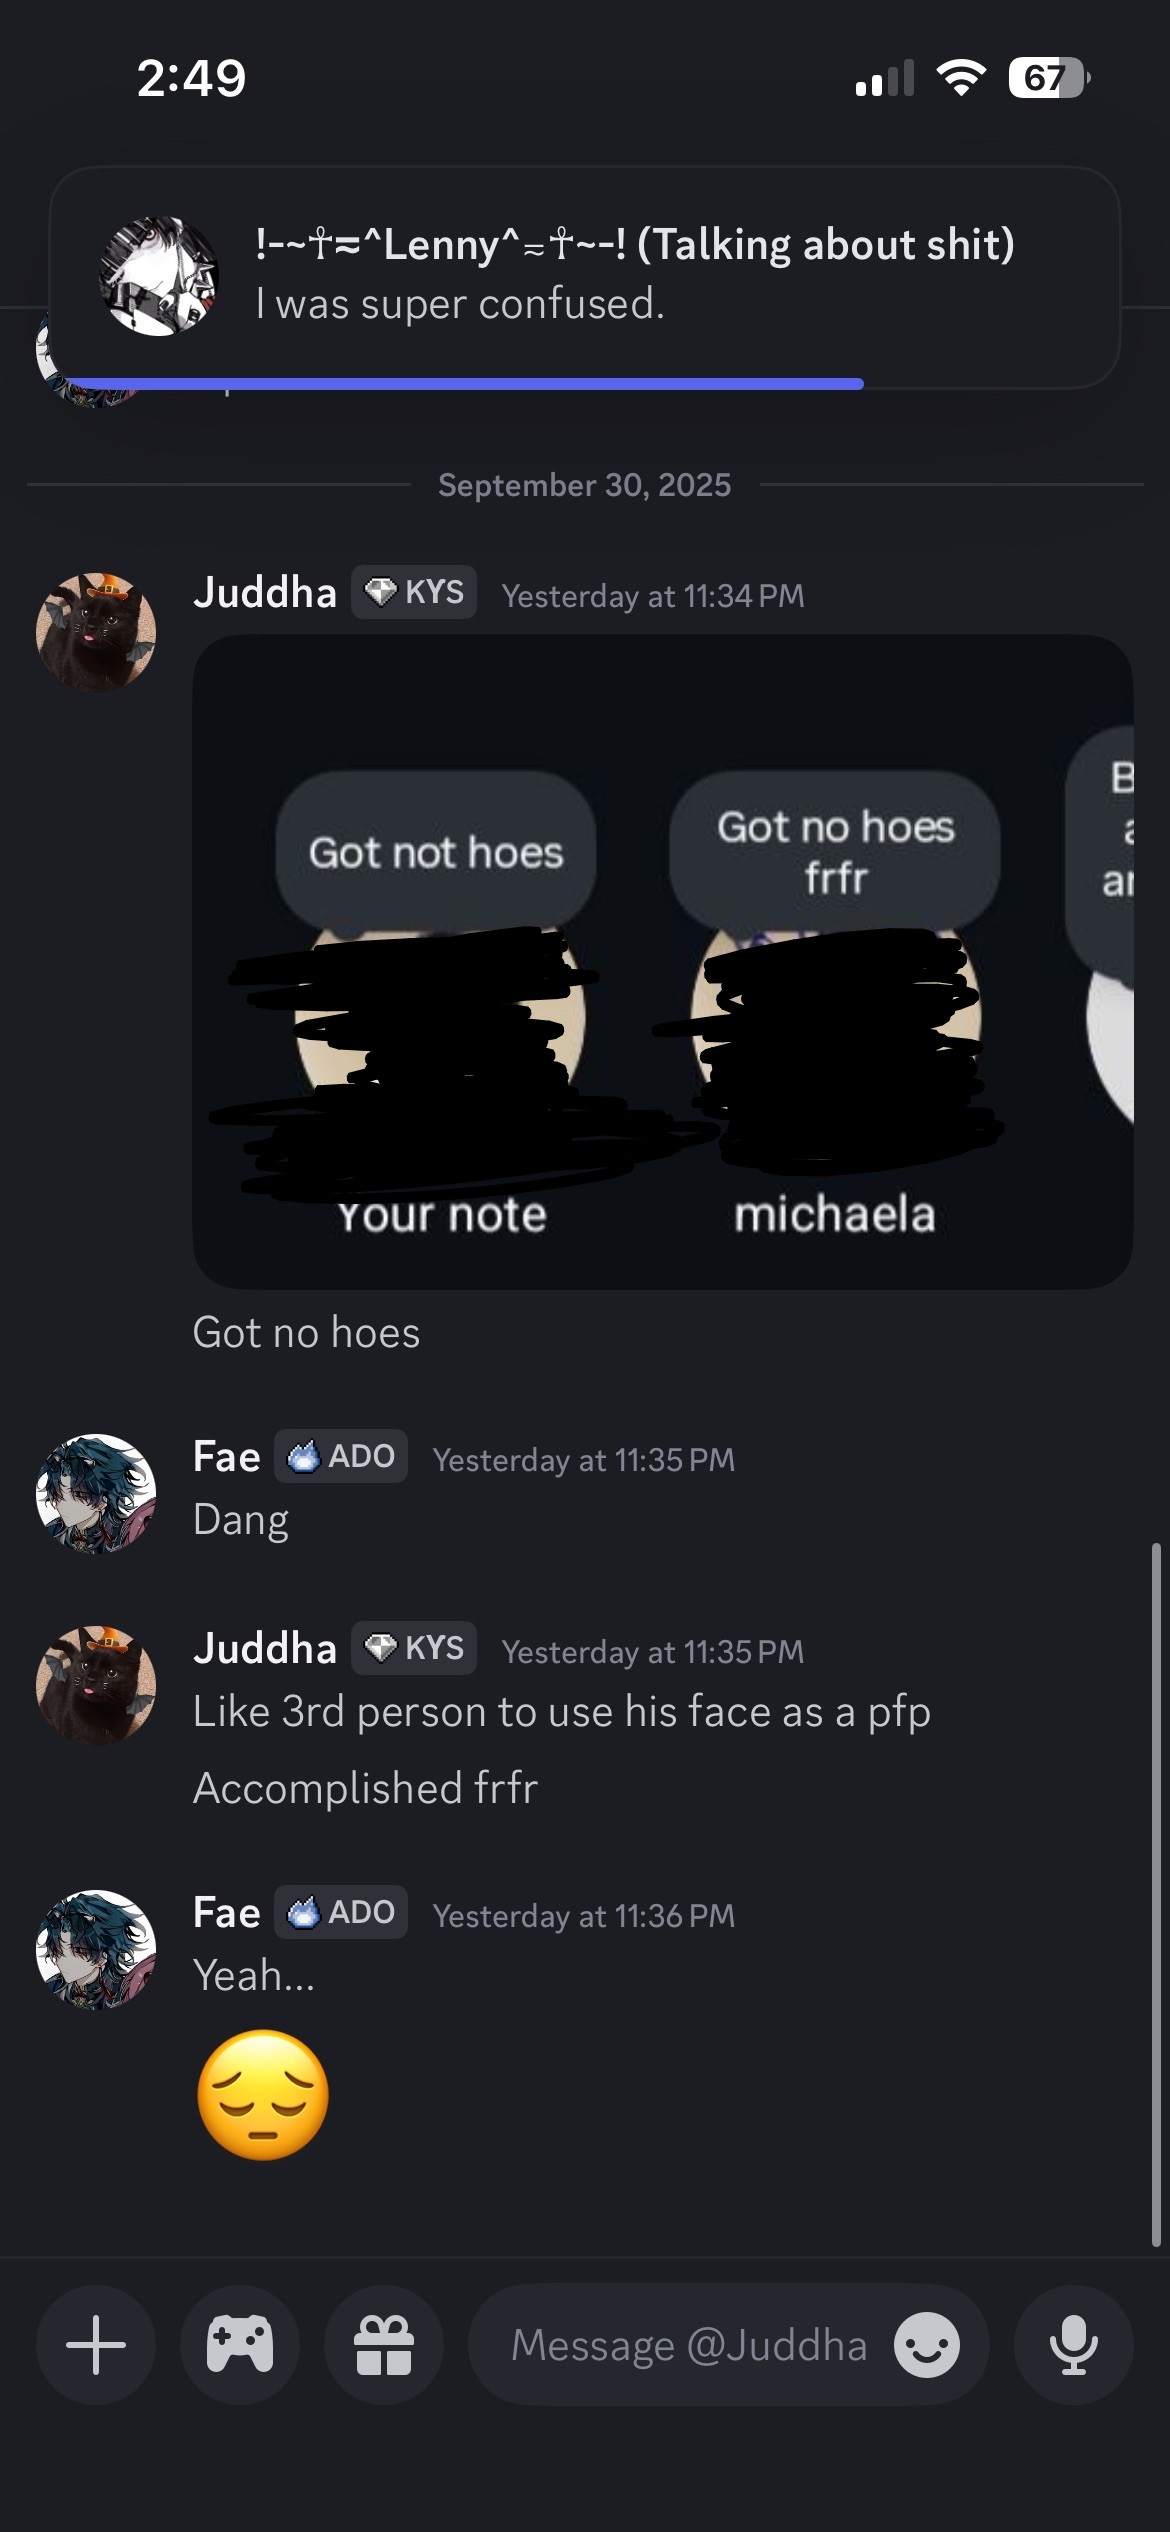 2:49
67
!-~☥≂^Lenny^≂☥~-! (Talking about shit)
I was super confused.
September 30, 2025
Juddha KYS Yesterday at 11:34 PM
Got not hoes
Got no hoes
frfr
B
a
ar
Your note
michaela
Got no hoes
Fae ADO Yesterday at 11:35 PM
Dang
Juddha KYS Yesterday at 11:35 PM
Like 3rd person to use his face as a pfp
Accomplished frfr
Fae ADO Yesterday at 11:36 PM
Yeah...
Message @Juddha